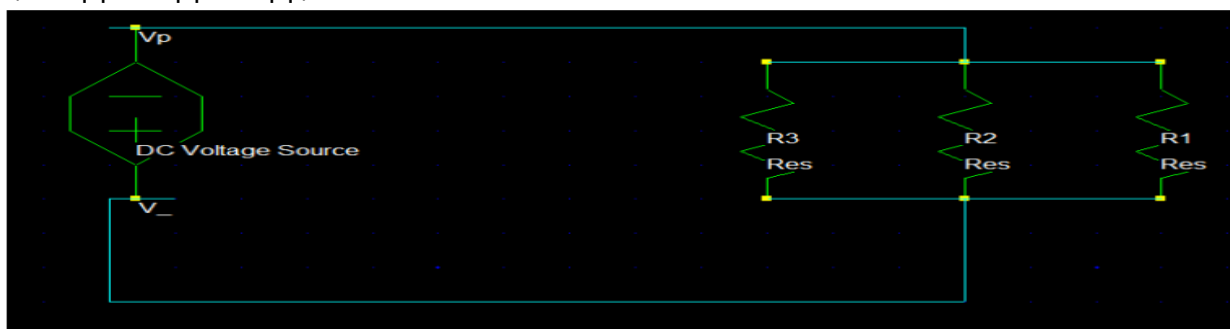 Vp
DC Voltage Source
V_
R3
Res
R2
Res
R1
Res